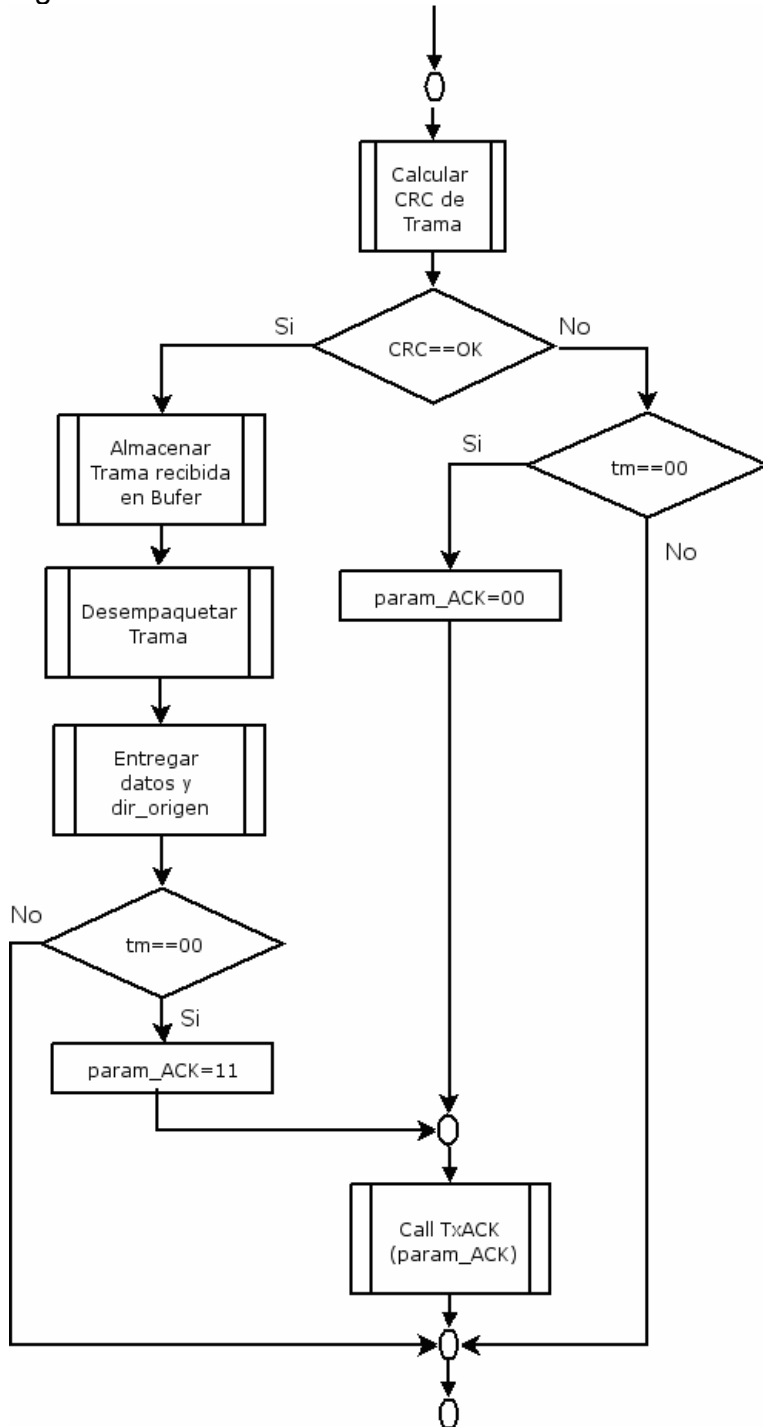 Calcular
CRC de
Trama
Si
No
CRC==OK
Almacenar
Trama recibida
en Bufer
Si
tm==00
No
Desempaquetar
Trama
param_ACK=00
Entregar
datos y
dir_origen
No
tm==00
Si
param_ACK=11
Call TxACK
(param_ACK)